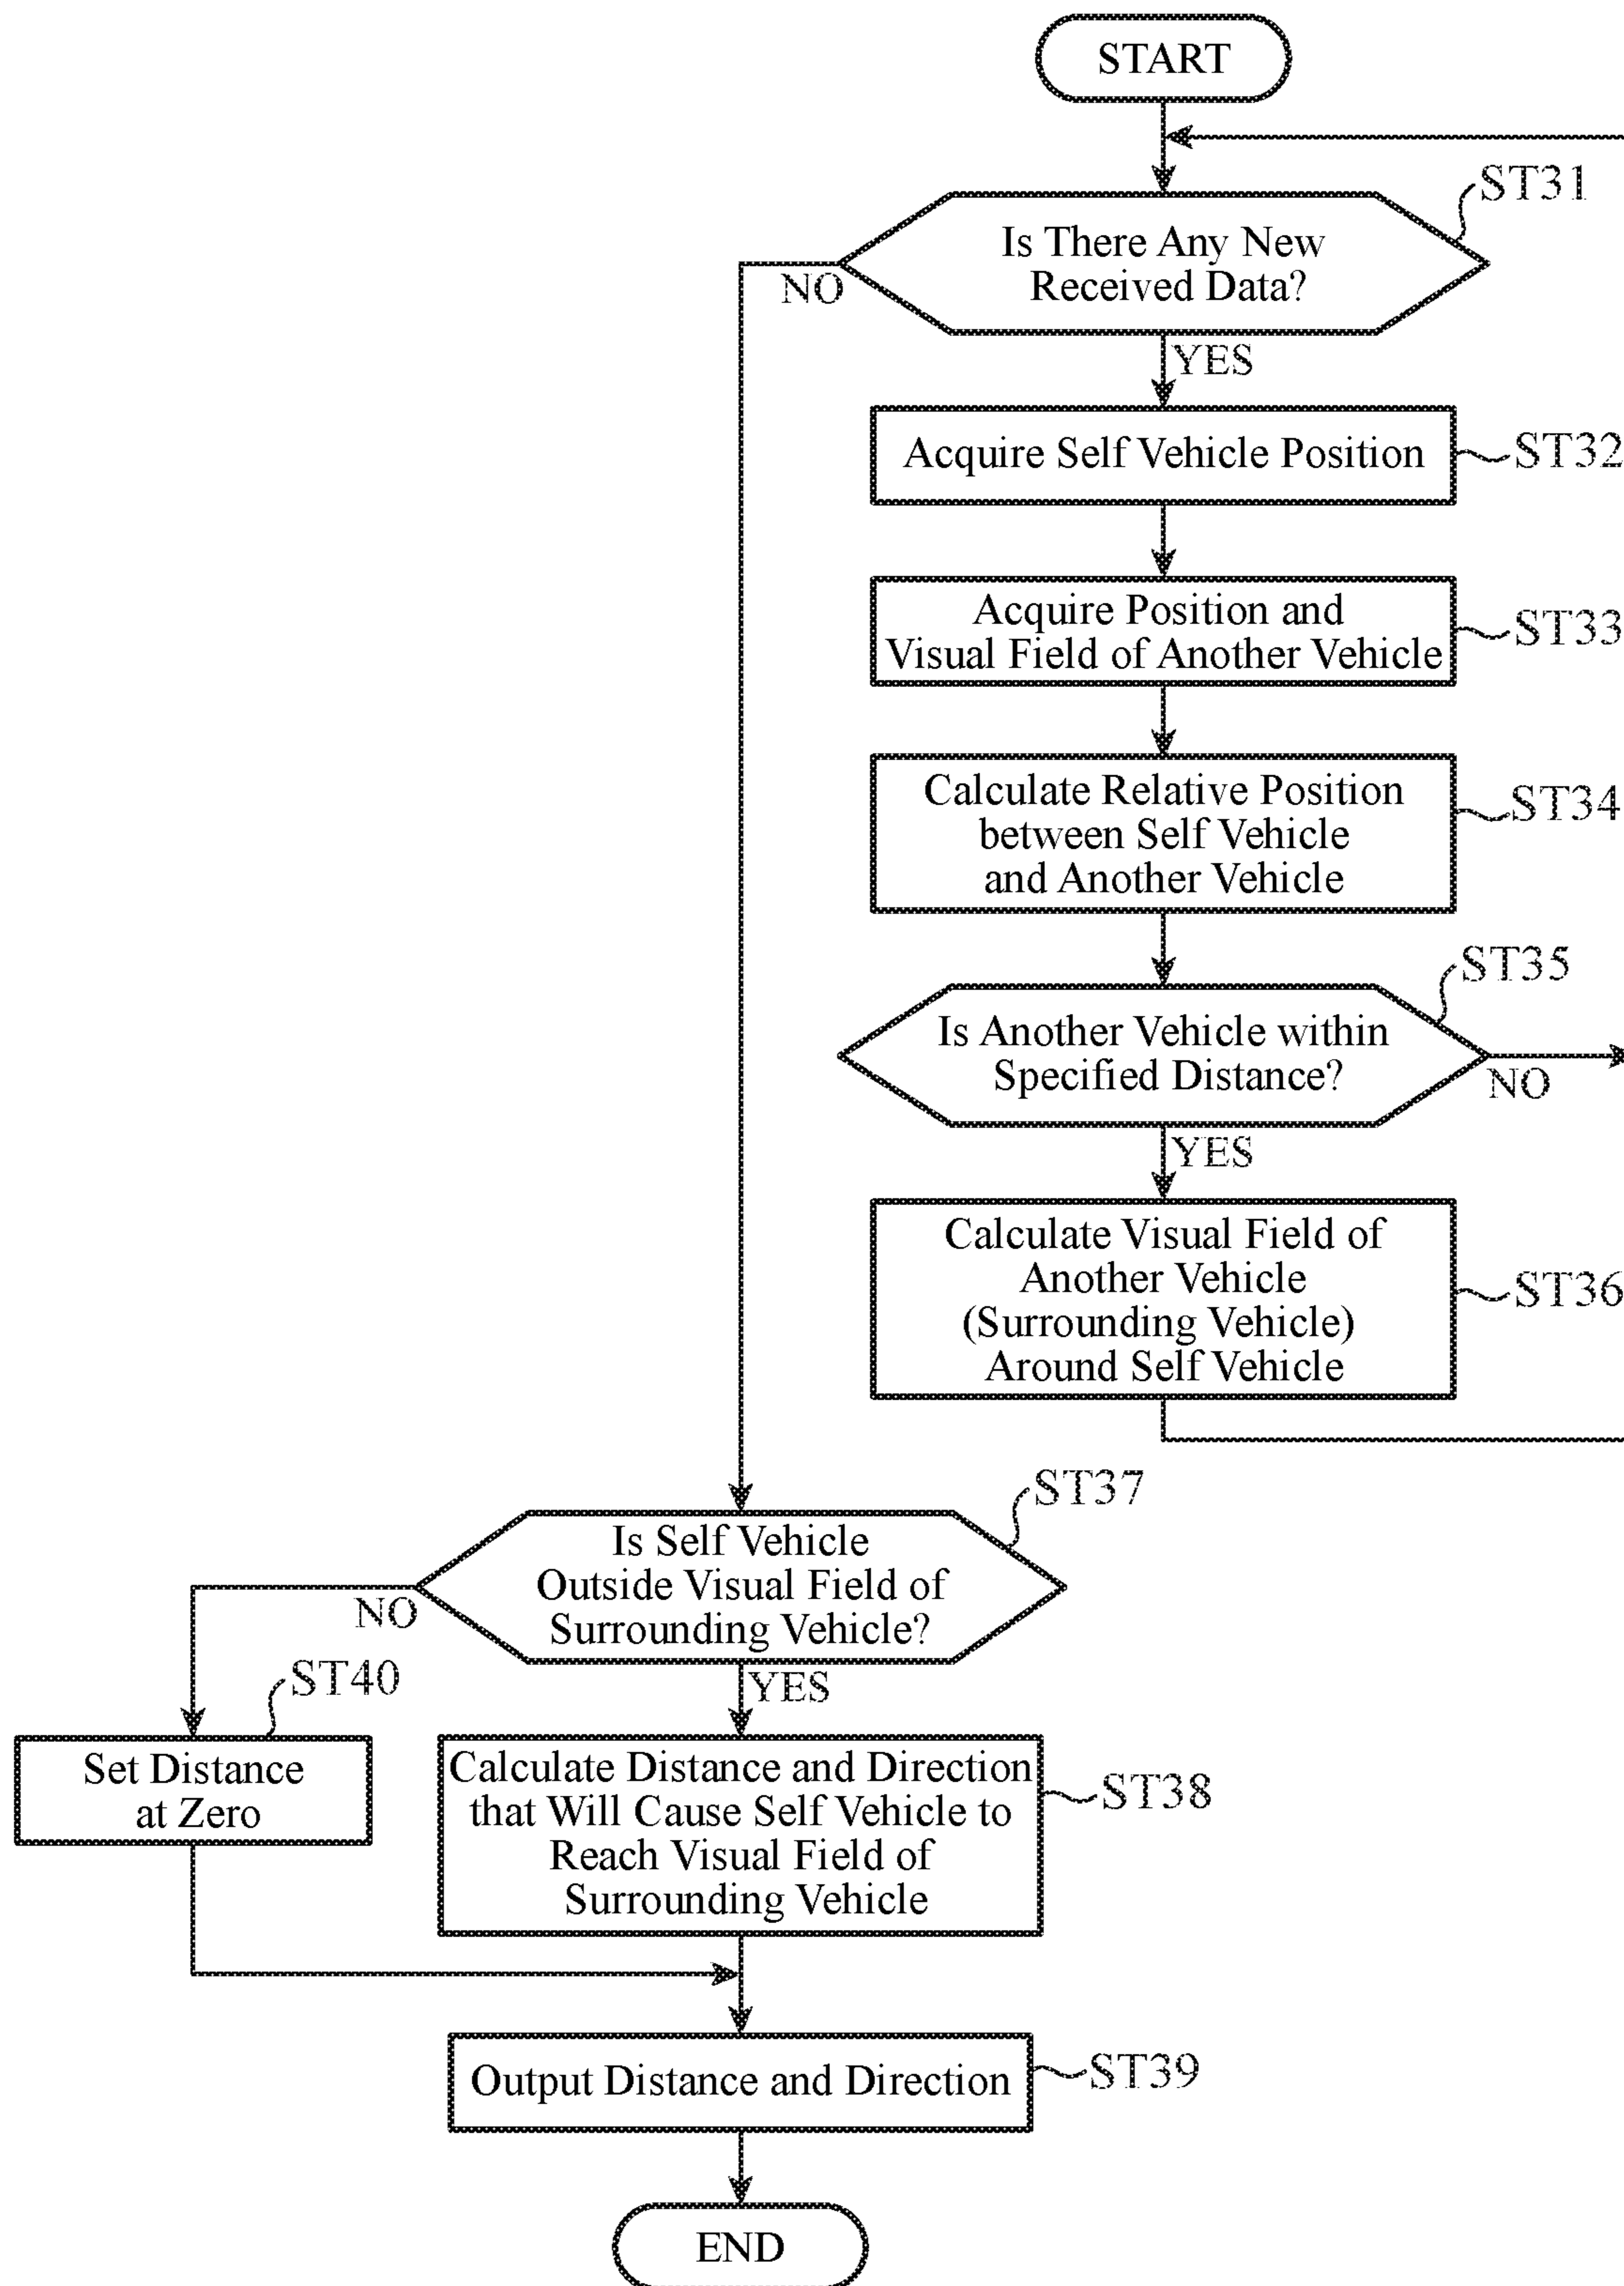 START
ST31
Is There Any New
Received Data?
NO
YES
Acquire Self Vehicle Position
ST32
Acquire Position and
Visual Field of Another Vehicle
ST33
Calculate Relative Position
between Self Vehicle
and Another Vehicle
ST34
ST35
Is Another Vehicle within
Specified Distance?
NO
YES
Calculate Visual Field of
Another Vehicle
(Surrounding Vehicle)
Around Self Vehicle
ST36
ST37
Is Self Vehicle
Outside Visual Field of
Surrounding Vehicle?
NO
YES
ST40
Set Distance
at Zero
Calculate Distance and Direction
that Will Cause Self Vehicle to
Reach Visual Field of
Surrounding Vehicle
ST38
Output Distance and Direction
ST39
END